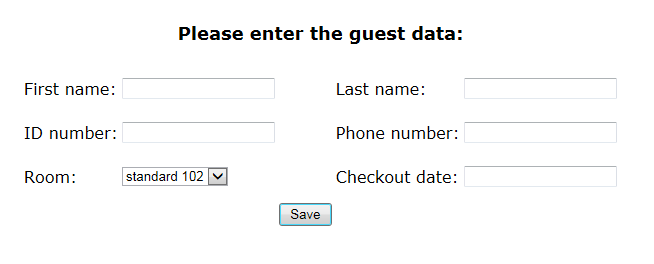 Please enter the guest data:
First name: Last name:
ID number: Phone number:
Room: standard 102 Checkout date:
Save